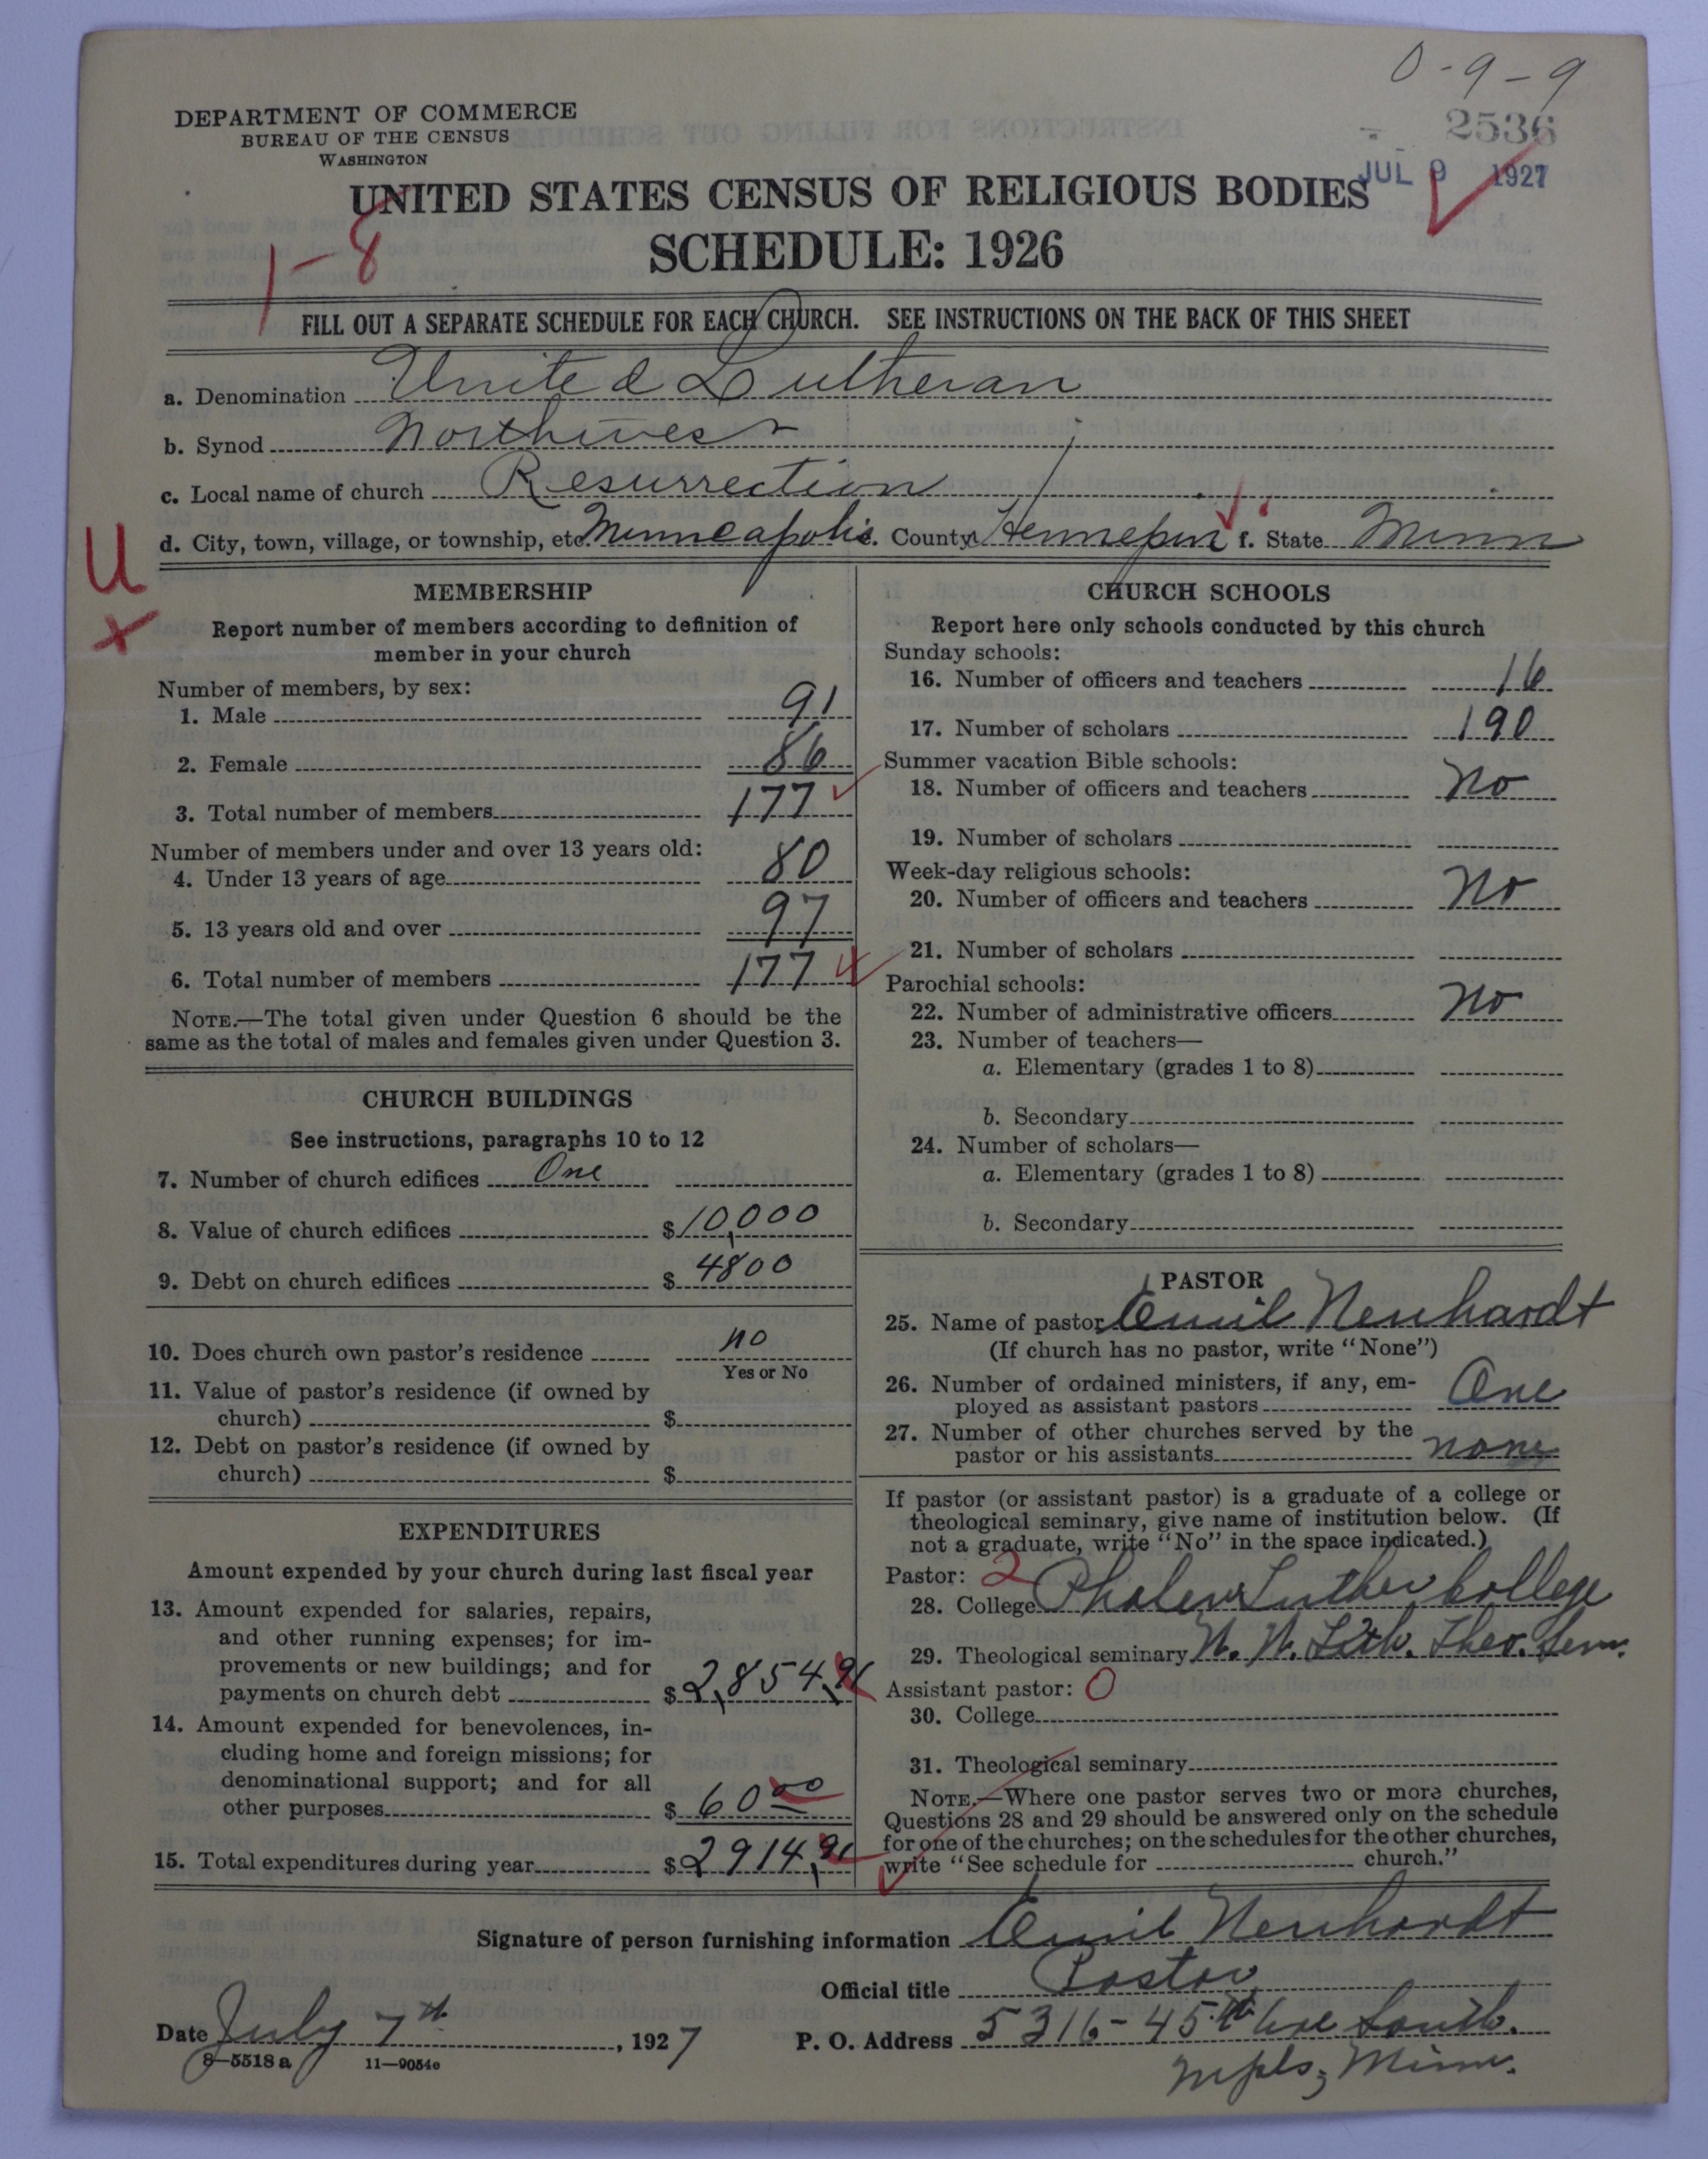 0-9-9
DEPARTMENT OF COMMERCE
BUREAU OF THE CENSUS
WASHINGTON
2536
JUL 9 1927
UNITED STATES CENSUS OF RELIGIOUS BODIES
SCHEDULE: 1926
1-8
FILL OUT A SEPARATE SCHEDULE FOR EACH CHURCH. SEE INSTRUCTIONS ON THE BACK OF THIS SHEET
a. Denomination United Lutheran
b. Synod Northwest
c. Local name of church Resurrection
d. City, town, village, or township, etc. Minneapolis. County Hennepin f. State Minn
U
x
MEMBERSHIP
Report number of members according to definition of
member in your church
Number of members, by sex:
1. Male 91
2. Female 86
3. Total number of members 177
Number of members under and over 13 years old:
4. Under 13 years of age 80
5. 13 years old and over 97
6. Total number of members 177
NOTE.—The total given under Question 6 should be the
same as the total of males and females given under Question 3.
CHURCH BUILDINGS
See instructions, paragraphs 10 to 12
7. Number of church edifices One
8. Value of church edifices $10,000
9. Debt on church edifices $4800
10. Does church own pastor's residence no
Yes or No
11. Value of pastor's residence (if owned by
church) $
12. Debt on pastor's residence (if owned by
church) $
EXPENDITURES
Amount expended by your church during last fiscal year
13. Amount expended for salaries, repairs,
and other running expenses; for im-
provements or new buildings; and for
payments on church debt $2,854.91
14. Amount expended for benevolences, in-
cluding home and foreign missions; for
denominational support; and for all
other purposes $60 00
15. Total expenditures during year $2914,91
CHURCH SCHOOLS
Report here only schools conducted by this church
Sunday schools:
16. Number of officers and teachers 16
17. Number of scholars 190
Summer vacation Bible schools:
18. Number of officers and teachers No
19. Number of scholars
Week-day religious schools:
20. Number of officers and teachers No
21. Number of scholars
Parochial schools:
22. Number of administrative officers No
23. Number of teachers—
a. Elementary (grades 1 to 8)
b. Secondary
24. Number of scholars—
a. Elementary (grades 1 to 8)
b. Secondary
PASTOR
25. Name of pastor Emil Neuhardt
(If church has no pastor, write "None")
26. Number of ordained ministers, if any, em-
ployed as assistant pastors One
27. Number of other churches served by the
pastor or his assistants none
If pastor (or assistant pastor) is a graduate of a college or
theological seminary, give name of institution below. (If
not a graduate, write "No" in the space indicated.)
Pastor: 2
28. College Phalen Luther College
29. Theological seminary N. W. Luth. Theo. Sem.
Assistant pastor: 0
30. College
31. Theological seminary
NOTE.—Where one pastor serves two or more churches,
Questions 28 and 29 should be answered only on the schedule
for one of the churches; on the schedules for the other churches,
write "See schedule for church."
Signature of person furnishing information Emil Neuhardt
Official title Pastor
Date July 7th, 1927
P. O. Address 5316-45th Ave South.
Mpls, Minn.
8-5518a 11-9054c